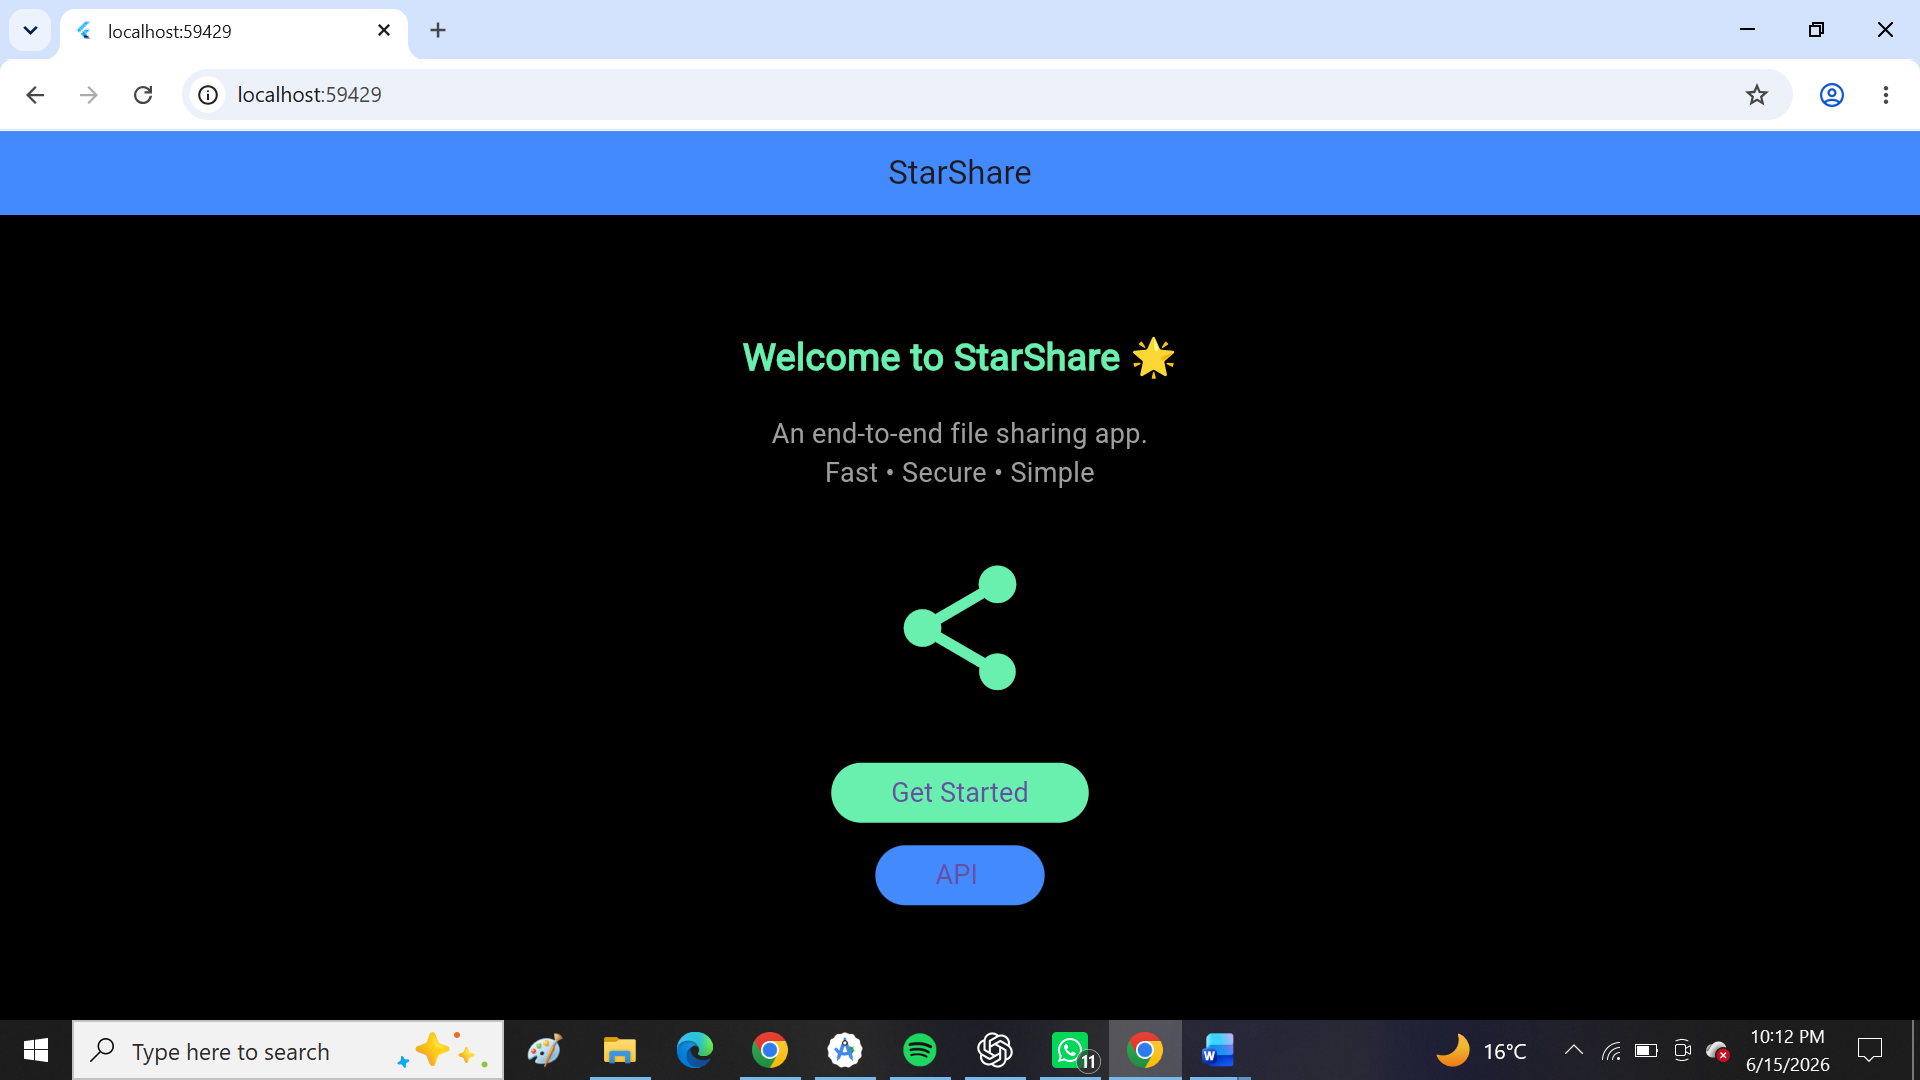 localhost:59429
localhost:59429
StarShare
Welcome to StarShare 🌟
An end-to-end file sharing app.
Fast • Secure • Simple
Get Started
API
Type here to search
11
W
16°C
10:12 PM
6/15/2026